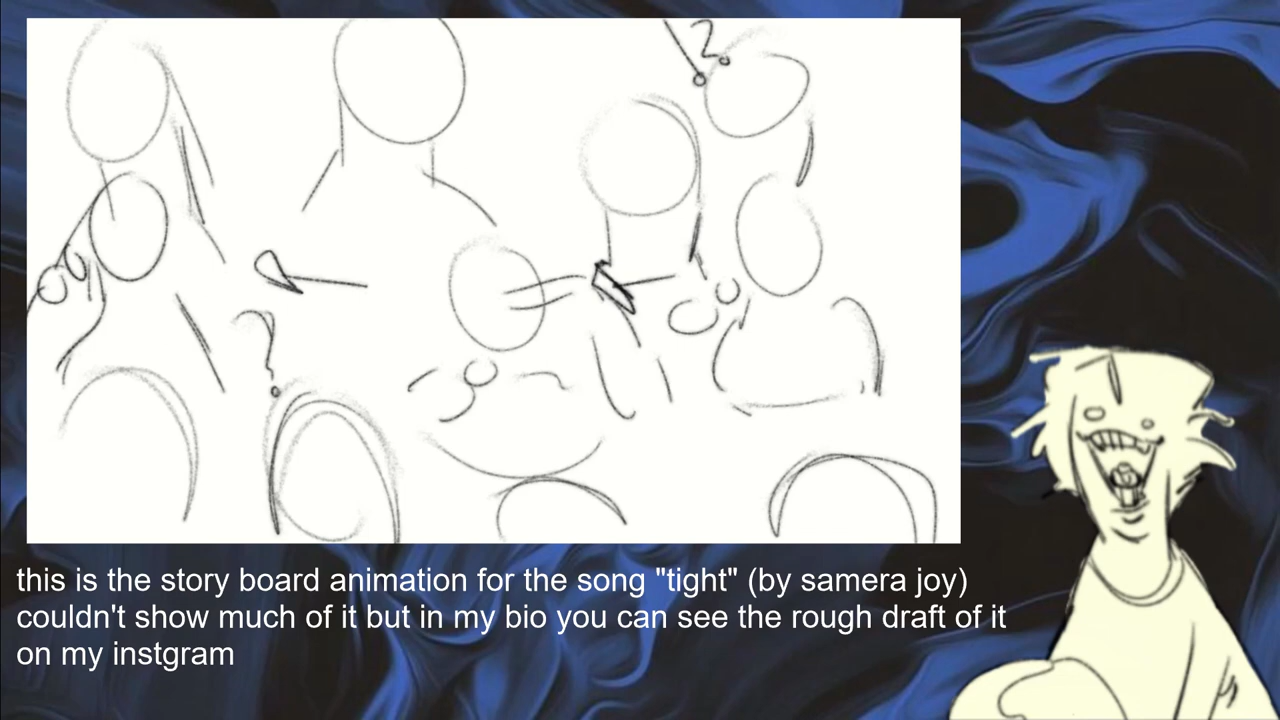 this is the story board animation for the song "tight" (by samera joy)
couldn't show much of it but in my bio you can see the rough draft of it
on my instgram